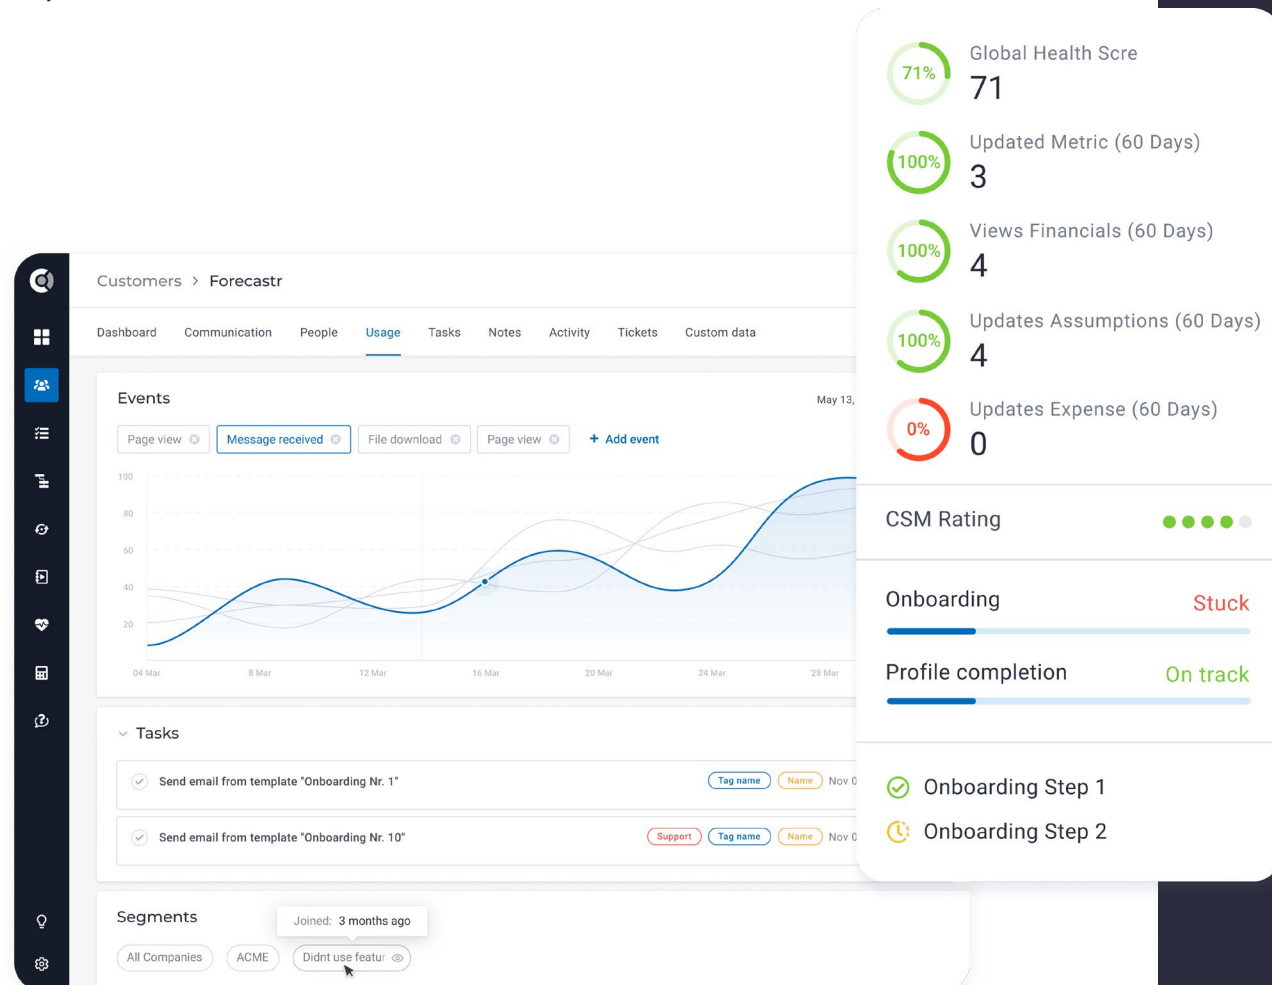 Customers > Forecastr
Dashboard Communication People Usage Tasks Notes Activity Tickets Custom data
Events
May 13,
Page view Message received File download Page view + Add event
100
80
60
40
20
04 Mar 8 Mar 12 Mar 16 Mar 20 Mar 24 Mar 28 Mar
Tasks
Send email from template "Onboarding Nr. 1"
Tag name Name Nov 0
Send email from template "Onboarding Nr. 10"
Support Tag name Name Nov 0
Segments
Joined: 3 months ago
All Companies ACME Didnt use featur
71%
Global Health Scre
71
100%
Updated Metric (60 Days)
3
100%
Views Financials (60 Days)
4
100%
Updates Assumptions (60 Days)
4
0%
Updates Expense (60 Days)
0
CSM Rating
Onboarding Stuck
Profile completion On track
Onboarding Step 1
Onboarding Step 2